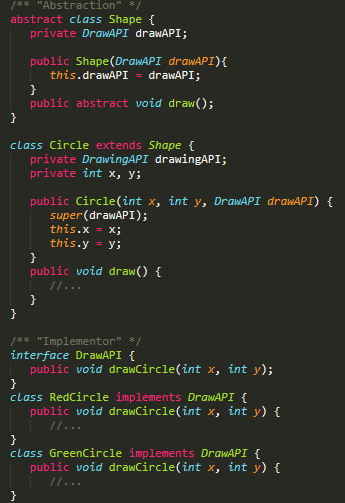 /** "Abstraction" */
abstract class Shape {
private DrawAPI drawAPI;
public Shape(DrawAPI drawAPI){
this.drawAPI = drawAPI;
}
public abstract void draw();
}
class Circle extends Shape {
private DrawingAPI drawingAPI;
private int x, y;
public Circle(int x, int y, DrawAPI drawAPI) {
super(drawAPI);
this.x = x;
this.y = y;
}
public void draw() {
//...
}
}
/** "Implementor" */
interface DrawAPI {
public void drawCircle(int x, int y);
}
class RedCircle implements DrawAPI {
public void drawCircle(int x, int y) {
//...
}
class GreenCircle implements DrawAPI {
public void drawCircle(int x, int y) {
//...
}